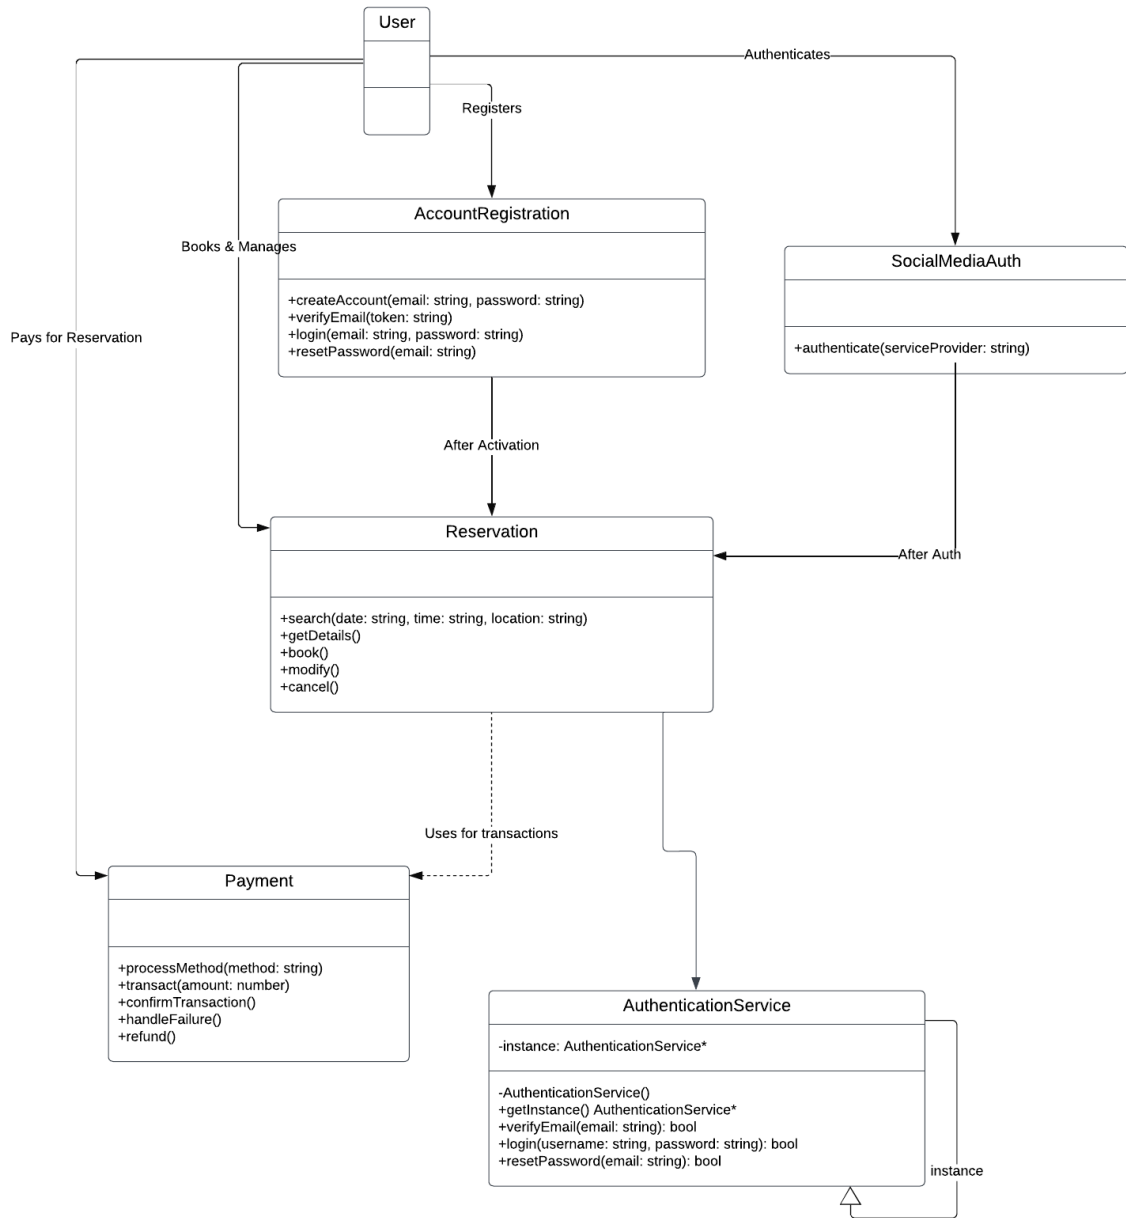 User
Authenticates
Registers
AccountRegistration
Books & Manages
SocialMediaAuth
+createAccount(email: string, password: string)
+verifyEmail(token: string)
+login(email: string, password: string)
+resetPassword(email: string)
Pays for Reservation
+authenticate(serviceProvider: string)
After Activation
Reservation
After Auth
+search(date: string, time: string, location: string)
+getDetails()
+book()
+modify()
+cancel()
Uses for transactions
Payment
+processMethod(method: string)
+transact(amount: number)
+confirmTransaction()
+handleFailure()
+refund()
AuthenticationService
-instance: AuthenticationService*
-AuthenticationService()
+getInstance() AuthenticationService*
+verifyEmail(email: string): bool
+login(username: string, password: string): bool
+resetPassword(email: string): bool
instance